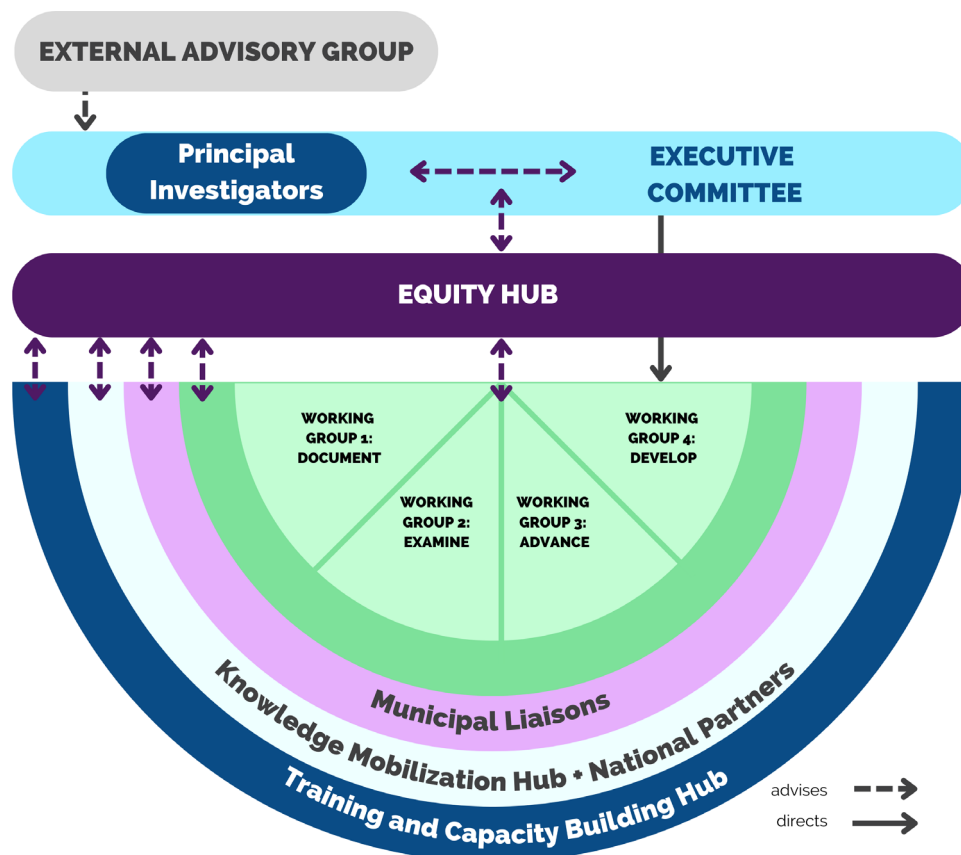 EXTERNAL ADVISORY GROUP
Principal
Investigators
EXECUTIVE
COMMITTEE
EQUITY HUB
WORKING
GROUP 1:
DOCUMENT
WORKING
GROUP 2:
EXAMINE
WORKING
GROUP 3:
ADVANCE
WORKING
GROUP 4:
DEVELOP
Municipal Liaisons
Knowledge Mobilization Hub • National Partners
Training and Capacity Building Hub
advises
directs